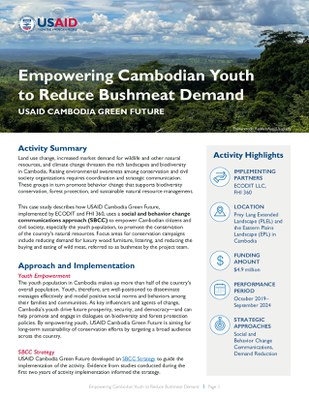 USAID
Empowering Cambodian Youth
to Reduce Bushmeat Demand
USAID CAMBODIA GREEN FUTURE
Activity Summary
Land use change, increased market demand for wildlife and other natural
resources, and climate change threaten the rich landscapes and biodiversity
in Cambodia. Raising environmental awareness among conservation and civil
society organizations requires coordination and strategic communication.
These groups in turn promote behavior change that supports biodiversity
conservation, forest protection, and sustainable natural resource management.
This case study describes how USAID Cambodia Green Future,
implemented by ECODIT and FHI 360, uses a social and behavior change
communications approach (SBCC) to empower Cambodian citizens and
civil society, especially the youth population, to promote the conservation
of the country's natural resources. Focus areas for conservation campaigns
include reducing demand for luxury wood furniture, littering, and reducing the
buying and eating of wild meat, referred to as bushmeat by the project team.
Approach and Implementation
Youth Empowerment
The youth population in Cambodia makes up more than half of the country's
overall population. Youth, therefore, are well-positioned to disseminate
messages effectively and model positive social norms and behaviors among
their families and communities. As key influencers and agents of change,
Cambodia's youth drive future prosperity, security, and democracy—and can
help promote and engage in dialogues on biodiversity and forest protection
policies. By empowering youth, USAID Cambodia Green Future is aiming for
long-term sustainability of conservation efforts by targeting a broad audience
across the country.
SBCC Strategy
USAID Cambodia Green Future developed an SBCC Strategy to guide the
implementation of the activity. Evidence from studies conducted during the
first two years of activity implementation informed the strategy.
Activity Highlights
IMPLEMENTING
PARTNERS
ECODIT LLC,
FHI 360
LOCATION
Prey Lang Extended
Landscape (PLEL) and
the Eastern Plains
Landscape (EPL) in
Cambodia
FUNDING
AMOUNT
$4.9 million
PERFORMANCE
PERIOD
October 2019–
September 2024
STRATEGIC
APPROACHES
Social and
Behavior Change
Communications,
Demand Reduction
Empowering Cambodian Youth to Reduce Bushmeat Demand | Page 1